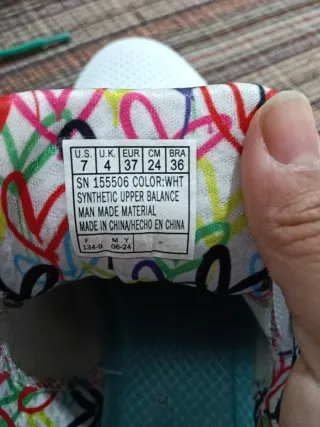 U.S. U.K. EUR CM BRA
7 4 37 24 36
SN 155506 COLOR:WHT
SYNTHETIC UPPER BALANCE
MAN MADE MATERIAL
MADE IN CHINA/HECHO EN CHINA
F M Y
134-9 06-24 -